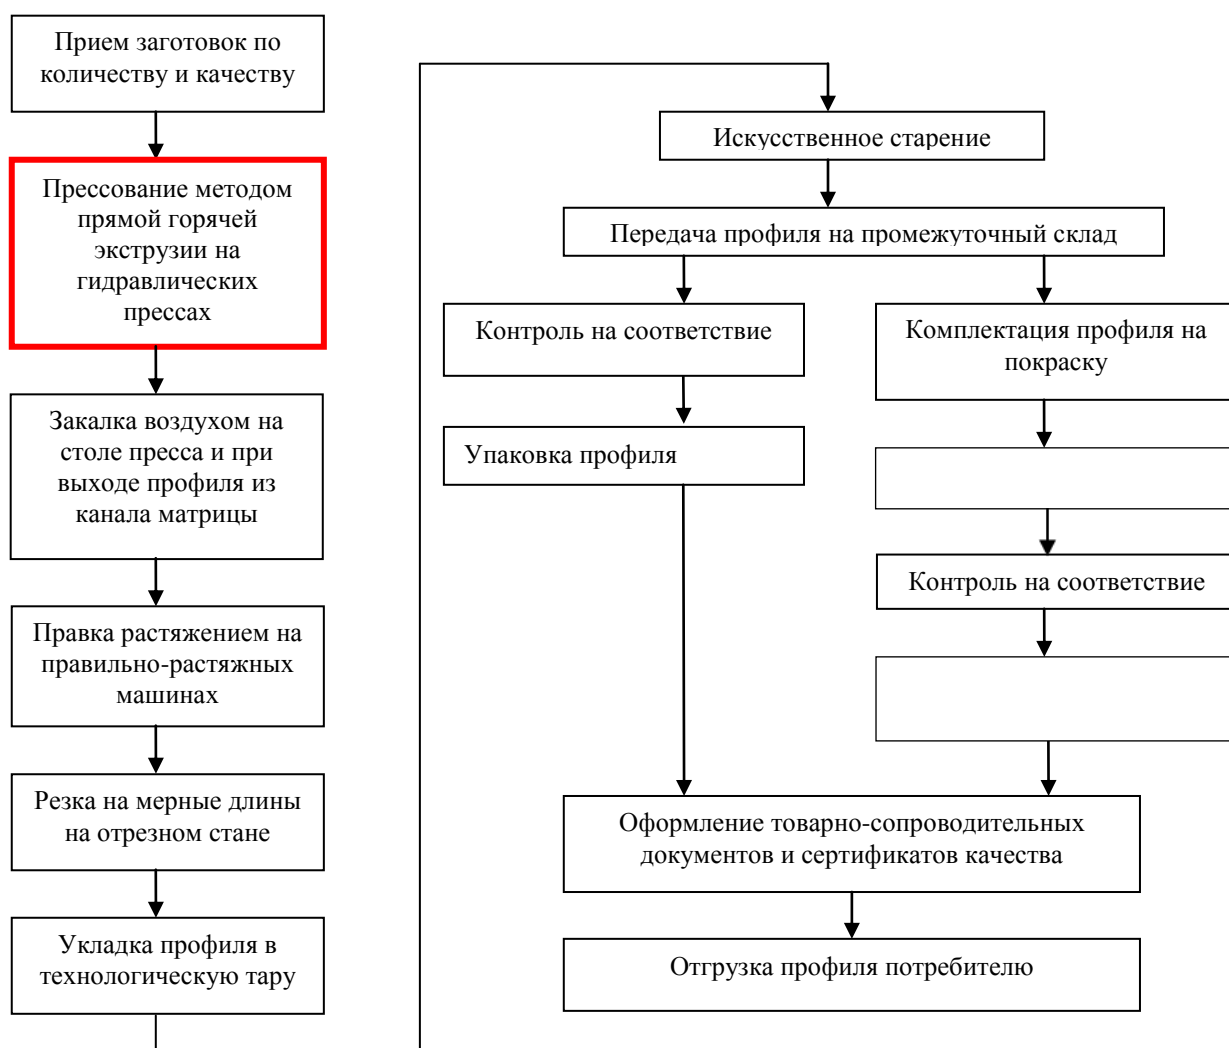 Прием заготовок по
количеству и качеству
Прессование методом
прямой горячей
экструзии на
гидравлических
прессах
Закалка воздухом на
столе пресса и при
выходе профиля из
канала матрицы
Правка растяжением на
правильно-растяжных
машинах
Резка на мерные длины
на отрезном стане
Укладка профиля в
технологическую тару
Искусственное старение
Передача профиля на промежуточный склад
Контроль на соответствие
Упаковка профиля
Комплектация профиля на
покраску
Контроль на соответствие
Оформление товарно-сопроводительных
документов и сертификатов качества
Отгрузка профиля потребителю